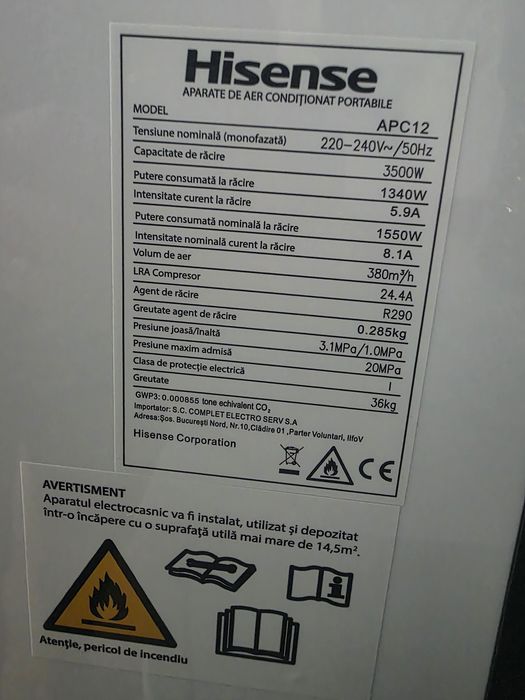 Hisense
APARATE DE AER CONDIȚIONAT PORTABILE
MODEL APC12
Tensiune nominală (monofazată) 220-240V~/50Hz
Capacitate de răcire 3500W
Putere consumată la răcire 1340W
Intensitate curent la răcire 5.9A
Putere consumată nominală la răcire 1550W
Intensitate nominală curent la răcire 8.1A
Volum de aer 380m³/h
LRA Compresor 24.4A
Agent de răcire R290
Greutate agent de răcire 0.285kg
Presiune joasă/înaltă 3.1MPa/1.0MPa
Presiune maxim admisă 20MPa
Clasa de protecție electrică I
Greutate 36kg
GWP3: 0.000855 tone echivalent CO₂
Importator: S.C. COMPLET ELECTRO SERV S.A
Adresa:Șos. București Nord, Nr.10,Clădire 01 ,Parter Voluntari, IlfoV
Hisense Corporation
CE
AVERTISMENT
Aparatul electrocasnic va fi instalat, utilizat și depozitat
într-o încăpere cu o suprafață utilă mai mare de 14,5m².
Atenție, pericol de incendiu